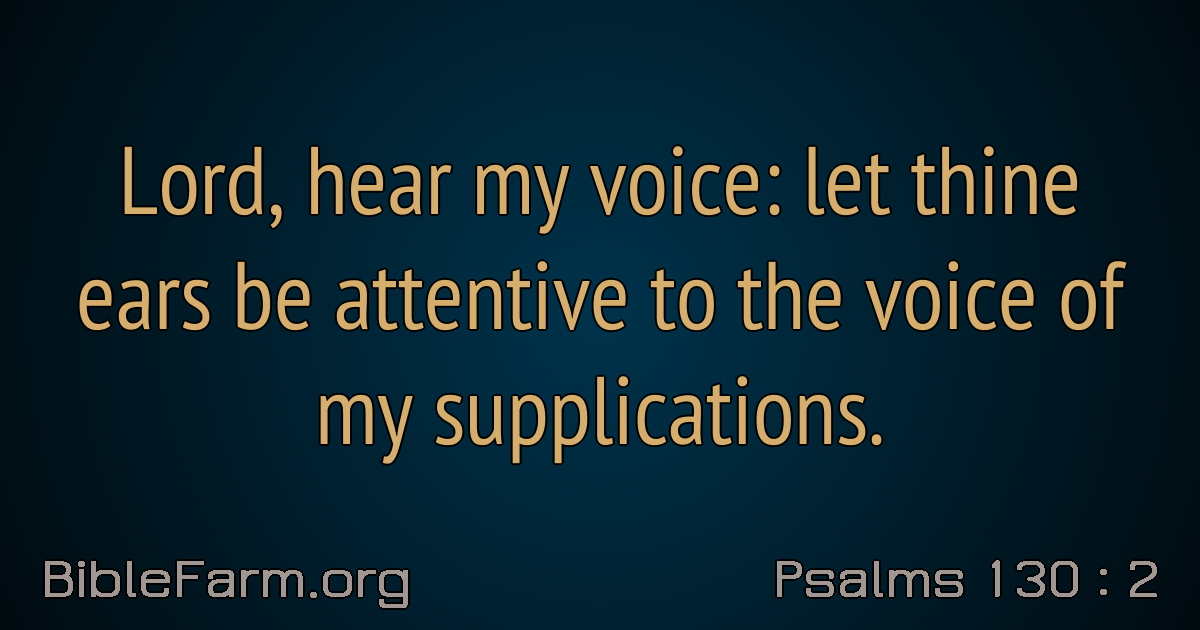 Lord, hear my voice: let thine
ears be attentive to the voice of
my supplications.
BibleFarm.org
Psalms 130 : 2